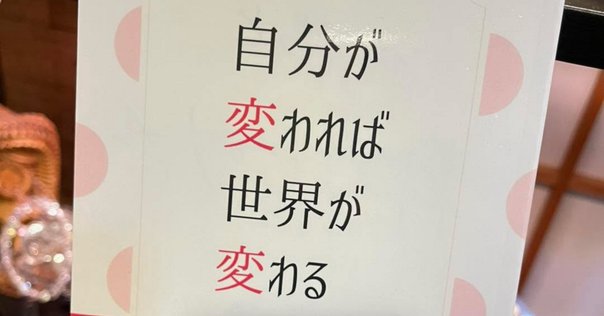 自分が
変われば
世界が
変わる